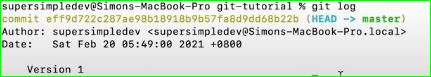 supersimpledev@Simons-MacBook-Pro git-tutorial % git log
commit eff9d722c287ae98b18918b9b57fa8d9dd68b22b (HEAD -> master)
Author: supersimpledev <supersimpledev@Simons-MacBook-Pro.local>
Date:   Sat Feb 20 05:49:00 2021 +0800
Version 1